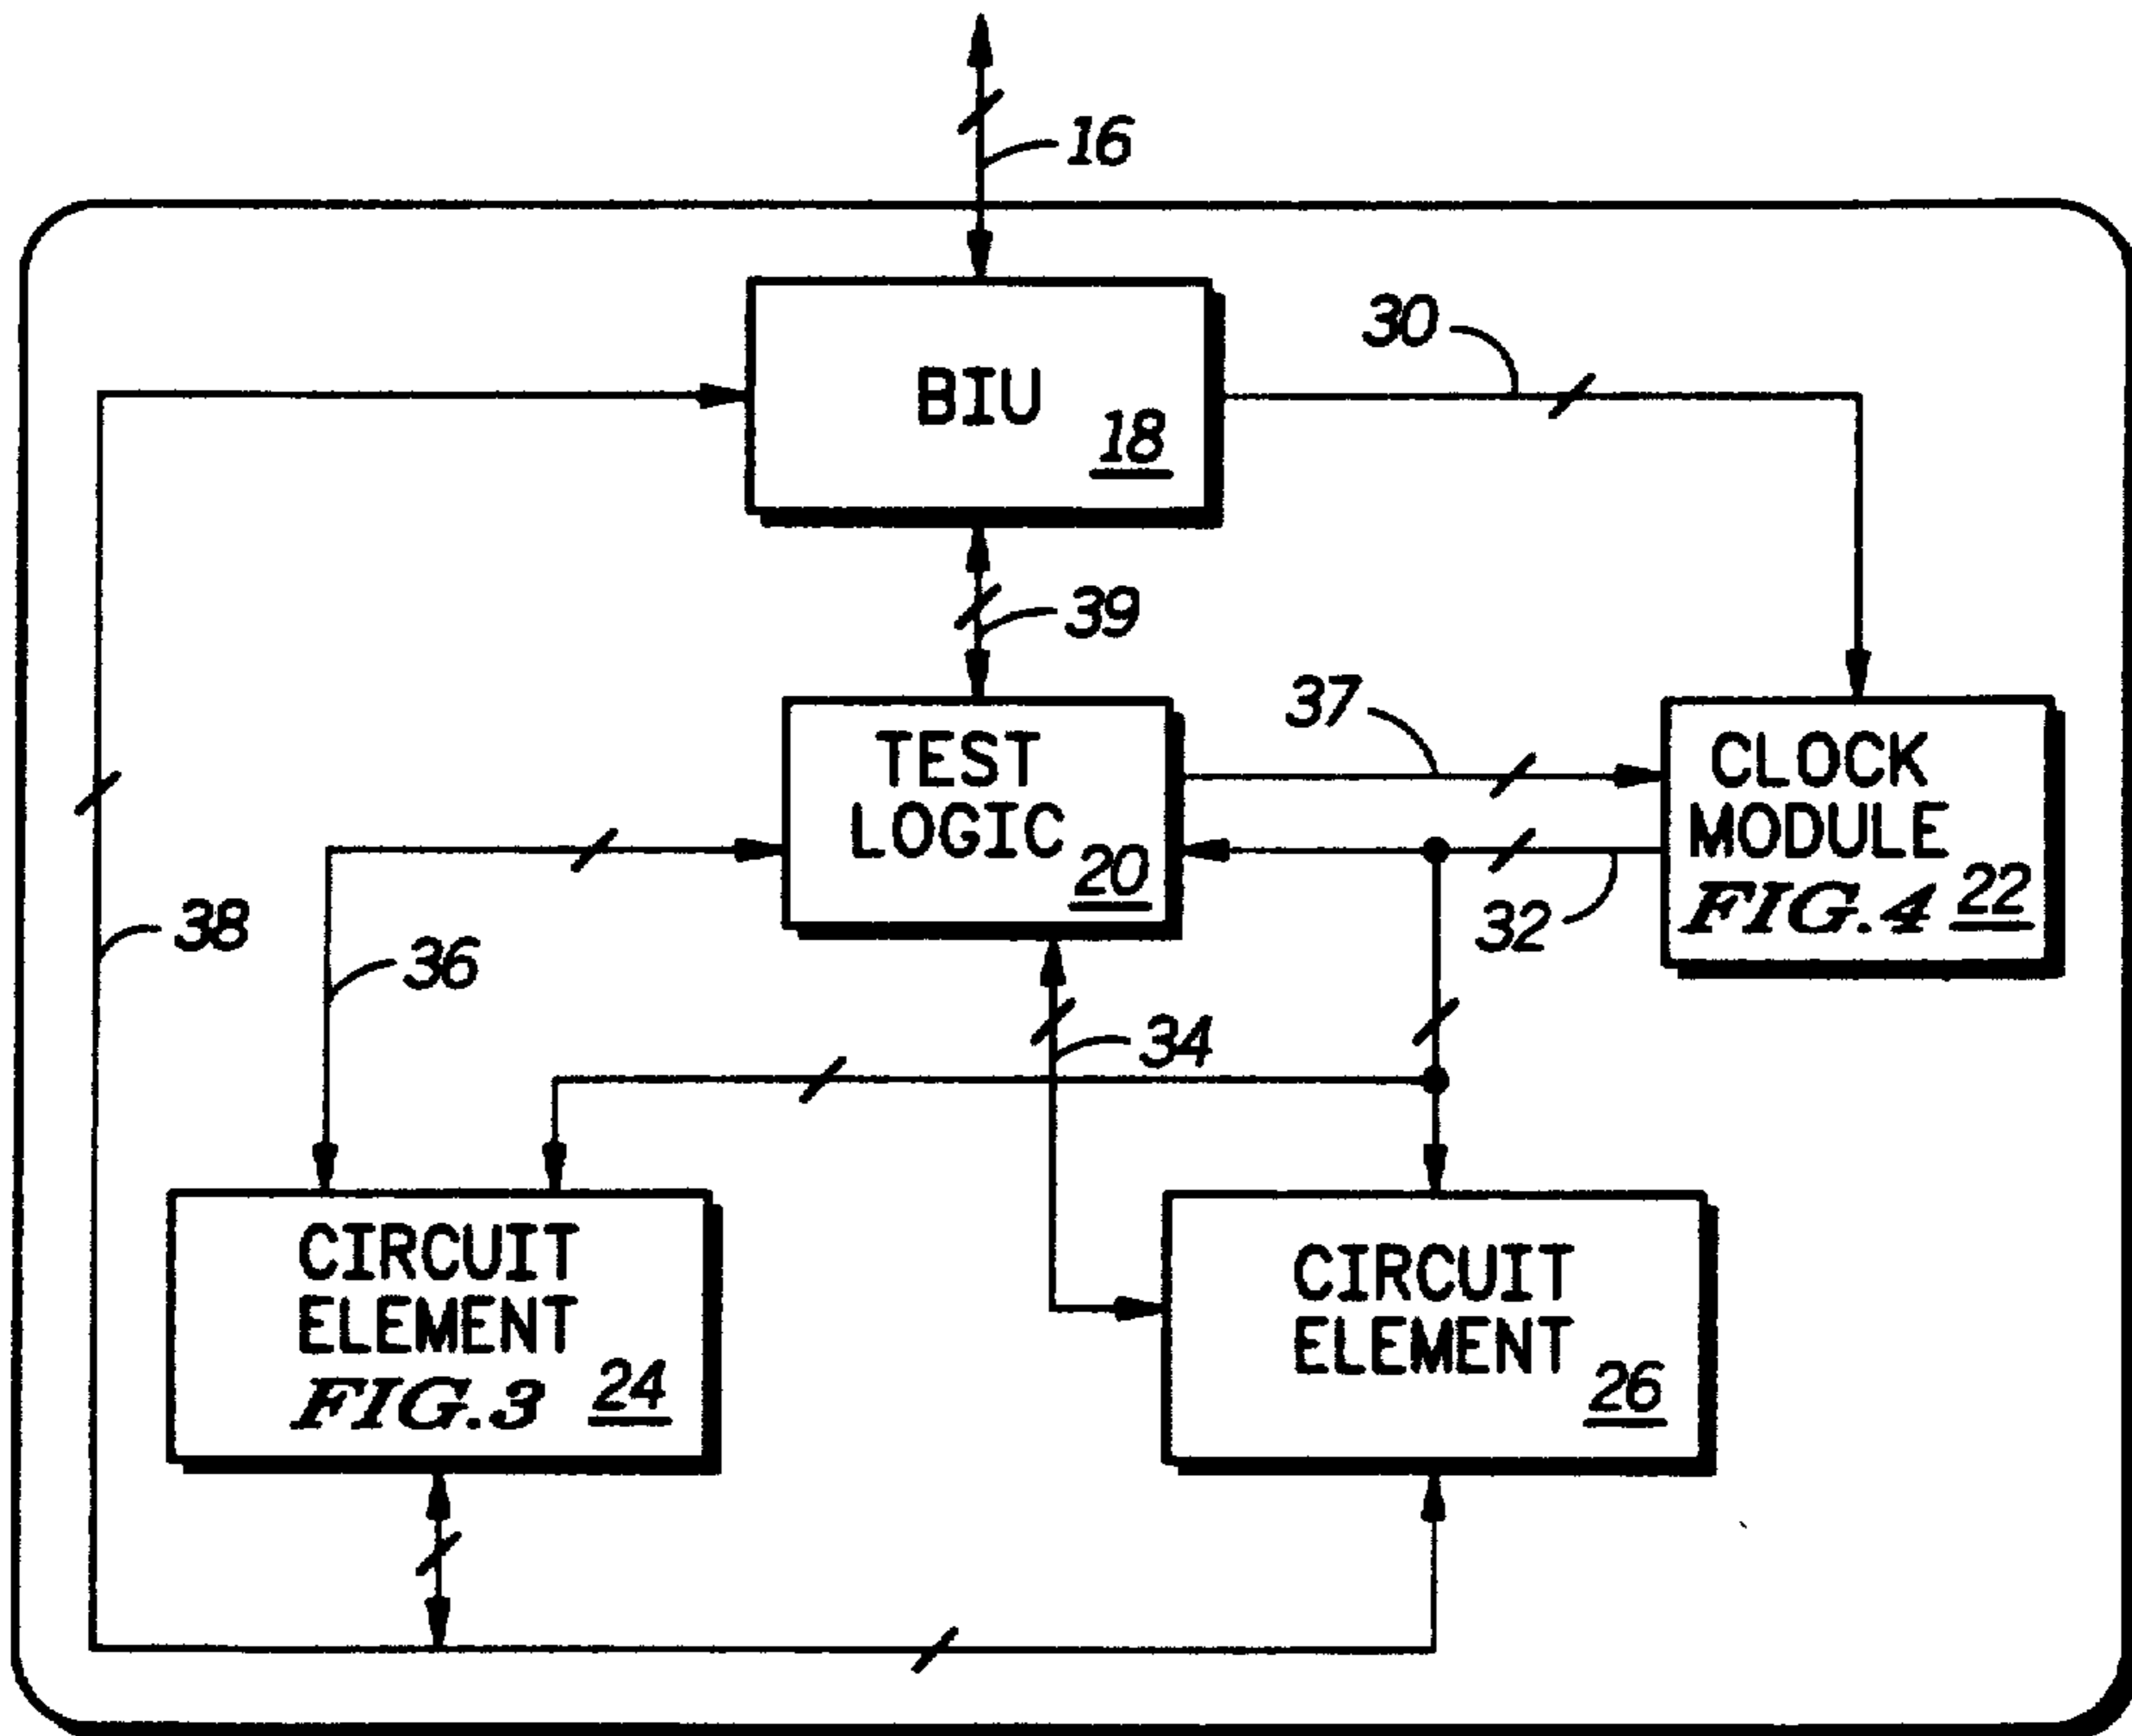 16
30
BIU
18
39
37
TEST
LOGIC
20
CLOCK
MODULE
FIG.4 22
32
38
36
34
CIRCUIT
ELEMENT
FIG.3 24
CIRCUIT
ELEMENT
26